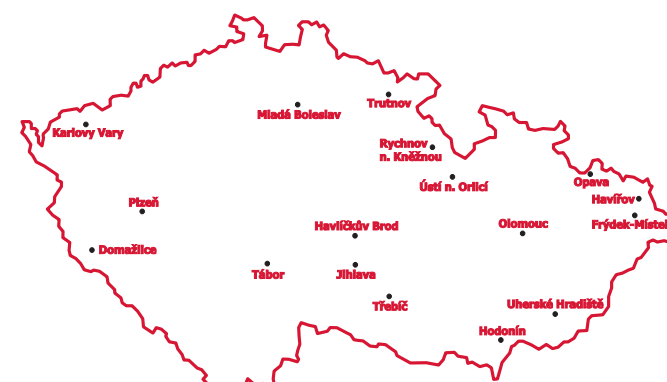 Trutnov
Mladá Boleslav
Karlovy Vary
Rychnov
n. Kněžnou
Opava
Ústí n. Orlicí
Havířov
Plzeň
Olomouc
Frýdek-Místek
Havlíčkův Brod
Domažlice
Tábor
Jihlava
Uherské Hradiště
Třebíč
Hodonín